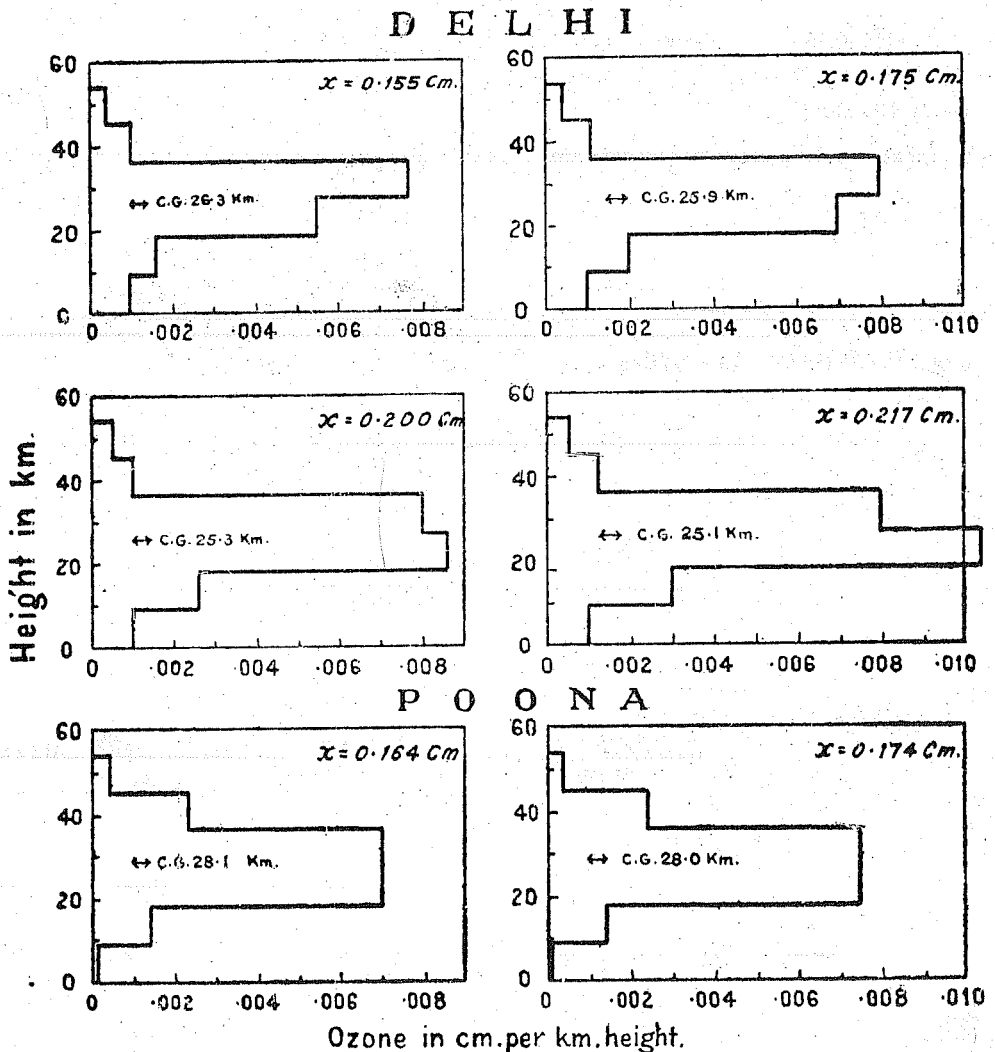 DELHI
60
40
20
0
x = 0.155 Cm.
↔ C.G. 26.3 Km.
0 ·002 ·004 ·006 ·008
60
40
20
0
x = 0.175 Cm.
↔ C.G. 25.9 Km.
0 ·002 ·004 ·006 ·008 ·010
Height in km.
60
40
20
0
x = 0.200 Cm
↔ C.G. 25.3 Km.
0 ·002 ·004 ·006 ·008
60
40
20
0
x = 0.217 Cm.
↔ C.G. 25.1 Km.
0 ·002 ·004 ·006 ·008 ·010
POONA
60
40
20
0
x = 0.164 Cm
↔ C.G. 28.1 Km.
0 ·002 ·004 ·006 ·008
60
40
20
0
x = 0.174 Cm.
↔ C.G. 28.0 Km.
0 ·002 ·004 ·006 ·008 ·010
Ozone in cm. per km. height.